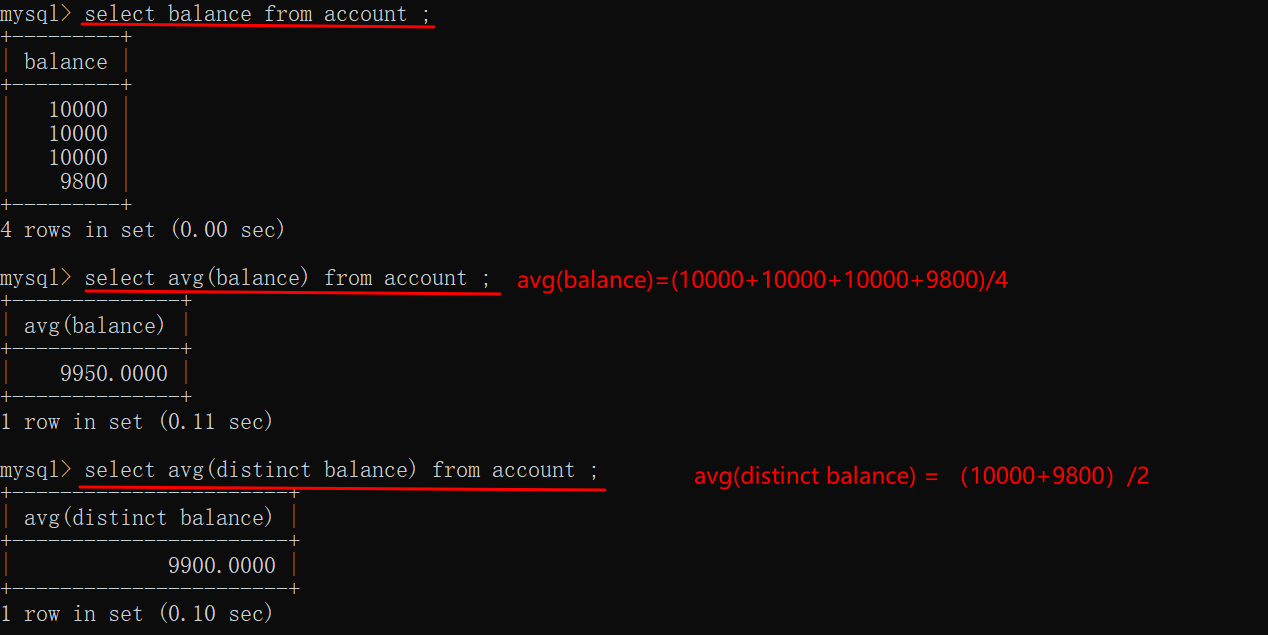 mysql> select balance from account ;
+---------+
| balance |
+---------+
|   10000 |
|   10000 |
|   10000 |
|    9800 |
+---------+
4 rows in set (0.00 sec)
mysql> select avg(balance) from account ; avg(balance)=(10000+10000+10000+9800)/4
+--------------+
| avg(balance) |
+--------------+
|    9950.0000 |
+--------------+
1 row in set (0.11 sec)
mysql> select avg(distinct balance) from account ; avg(distinct balance) = （10000+9800）/2
+-----------------------+
| avg(distinct balance) |
+-----------------------+
|             9900.0000 |
+-----------------------+
1 row in set (0.10 sec)